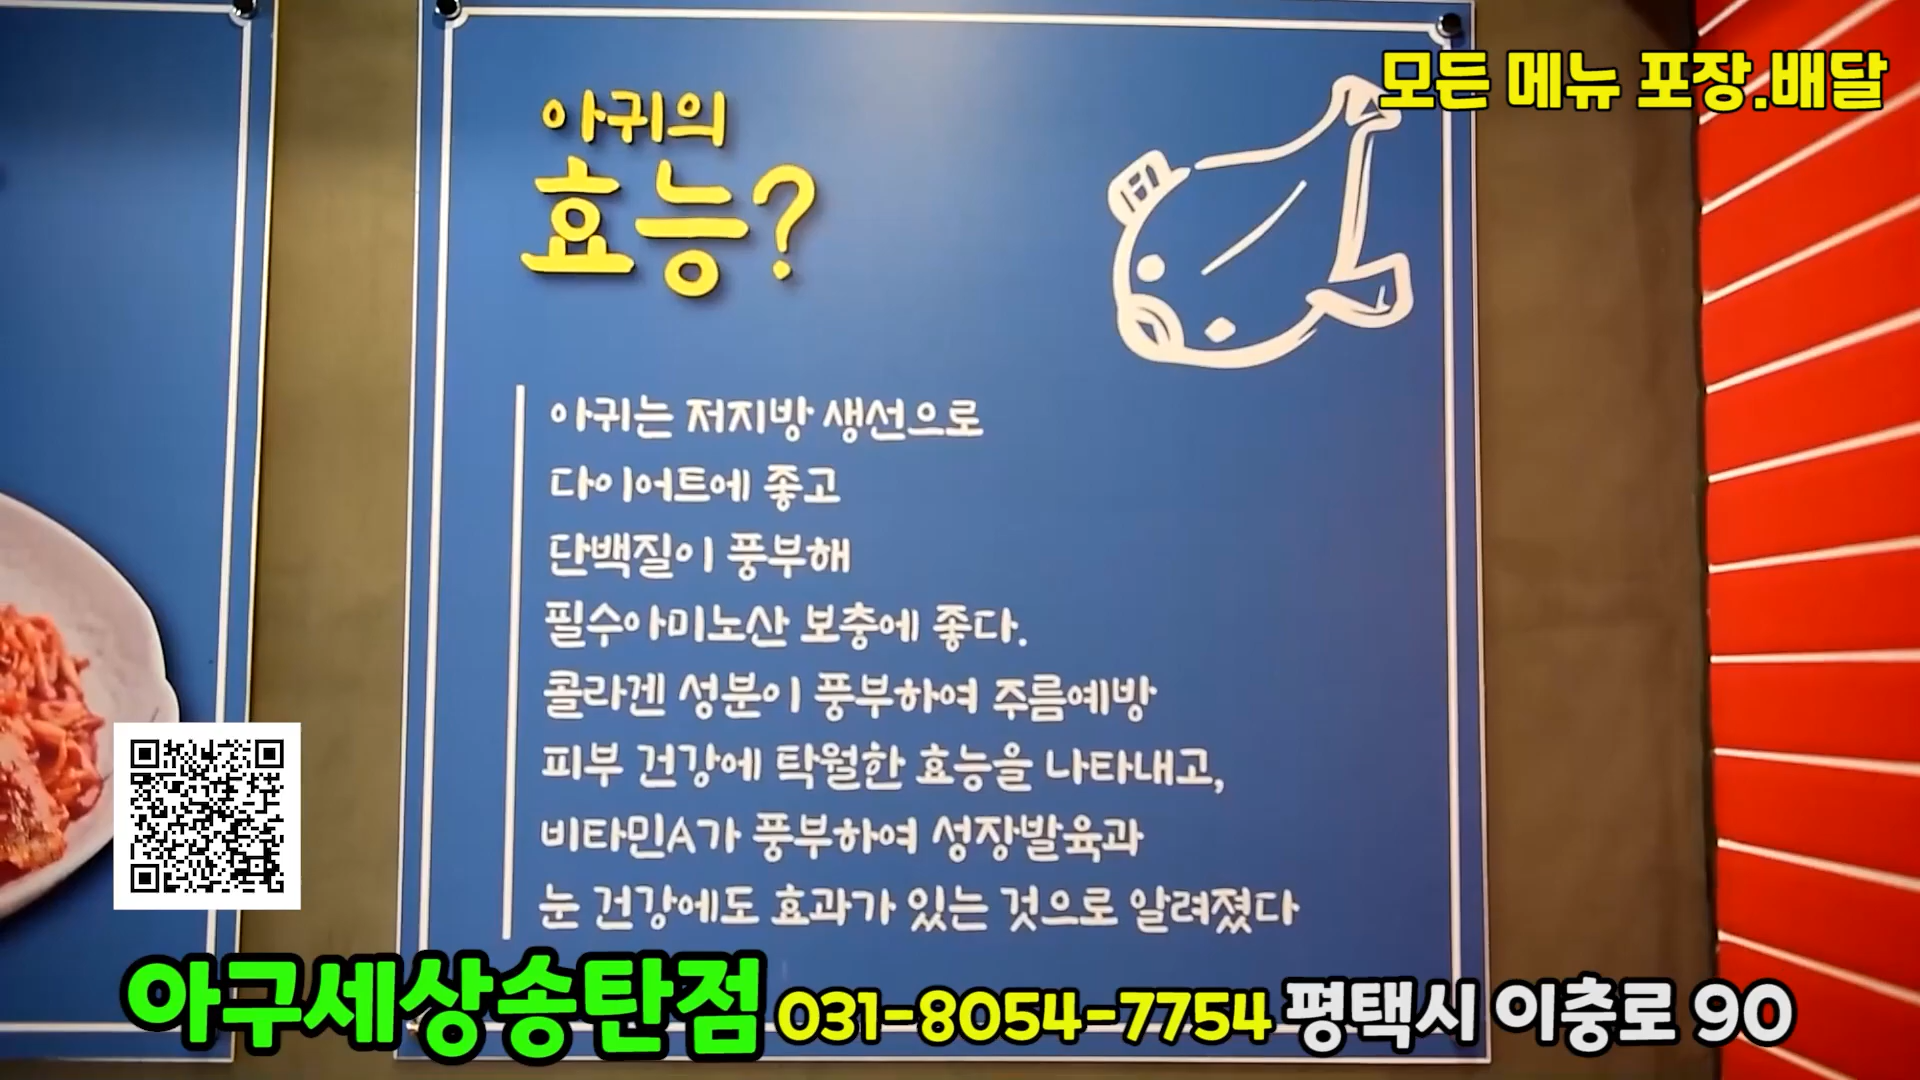 모든 메뉴 포장.배달
아귀의
효능?
아귀는 저지방 생선으로
다이어트에 좋고
단백질이 풍부해
필수아미노산 보충에 좋다.
콜라겐 성분이 풍부하여 주름예방
피부 건강에 탁월한 효능을 나타내고,
비타민A가 풍부하여 성장발육과
눈 건강에도 효과가 있는 것으로 알려졌다
아구세상송탄점 031-8054-7754 평택시 이충로 90